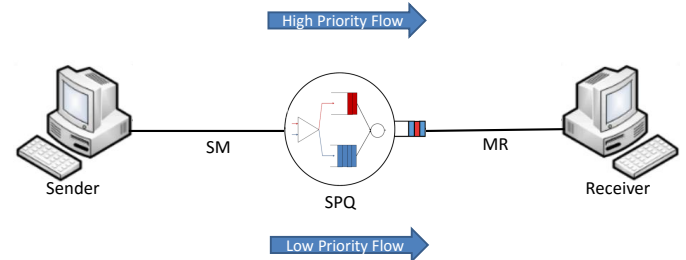 High Priority Flow
SM
MR
Sender
SPQ
Receiver
Low Priority Flow